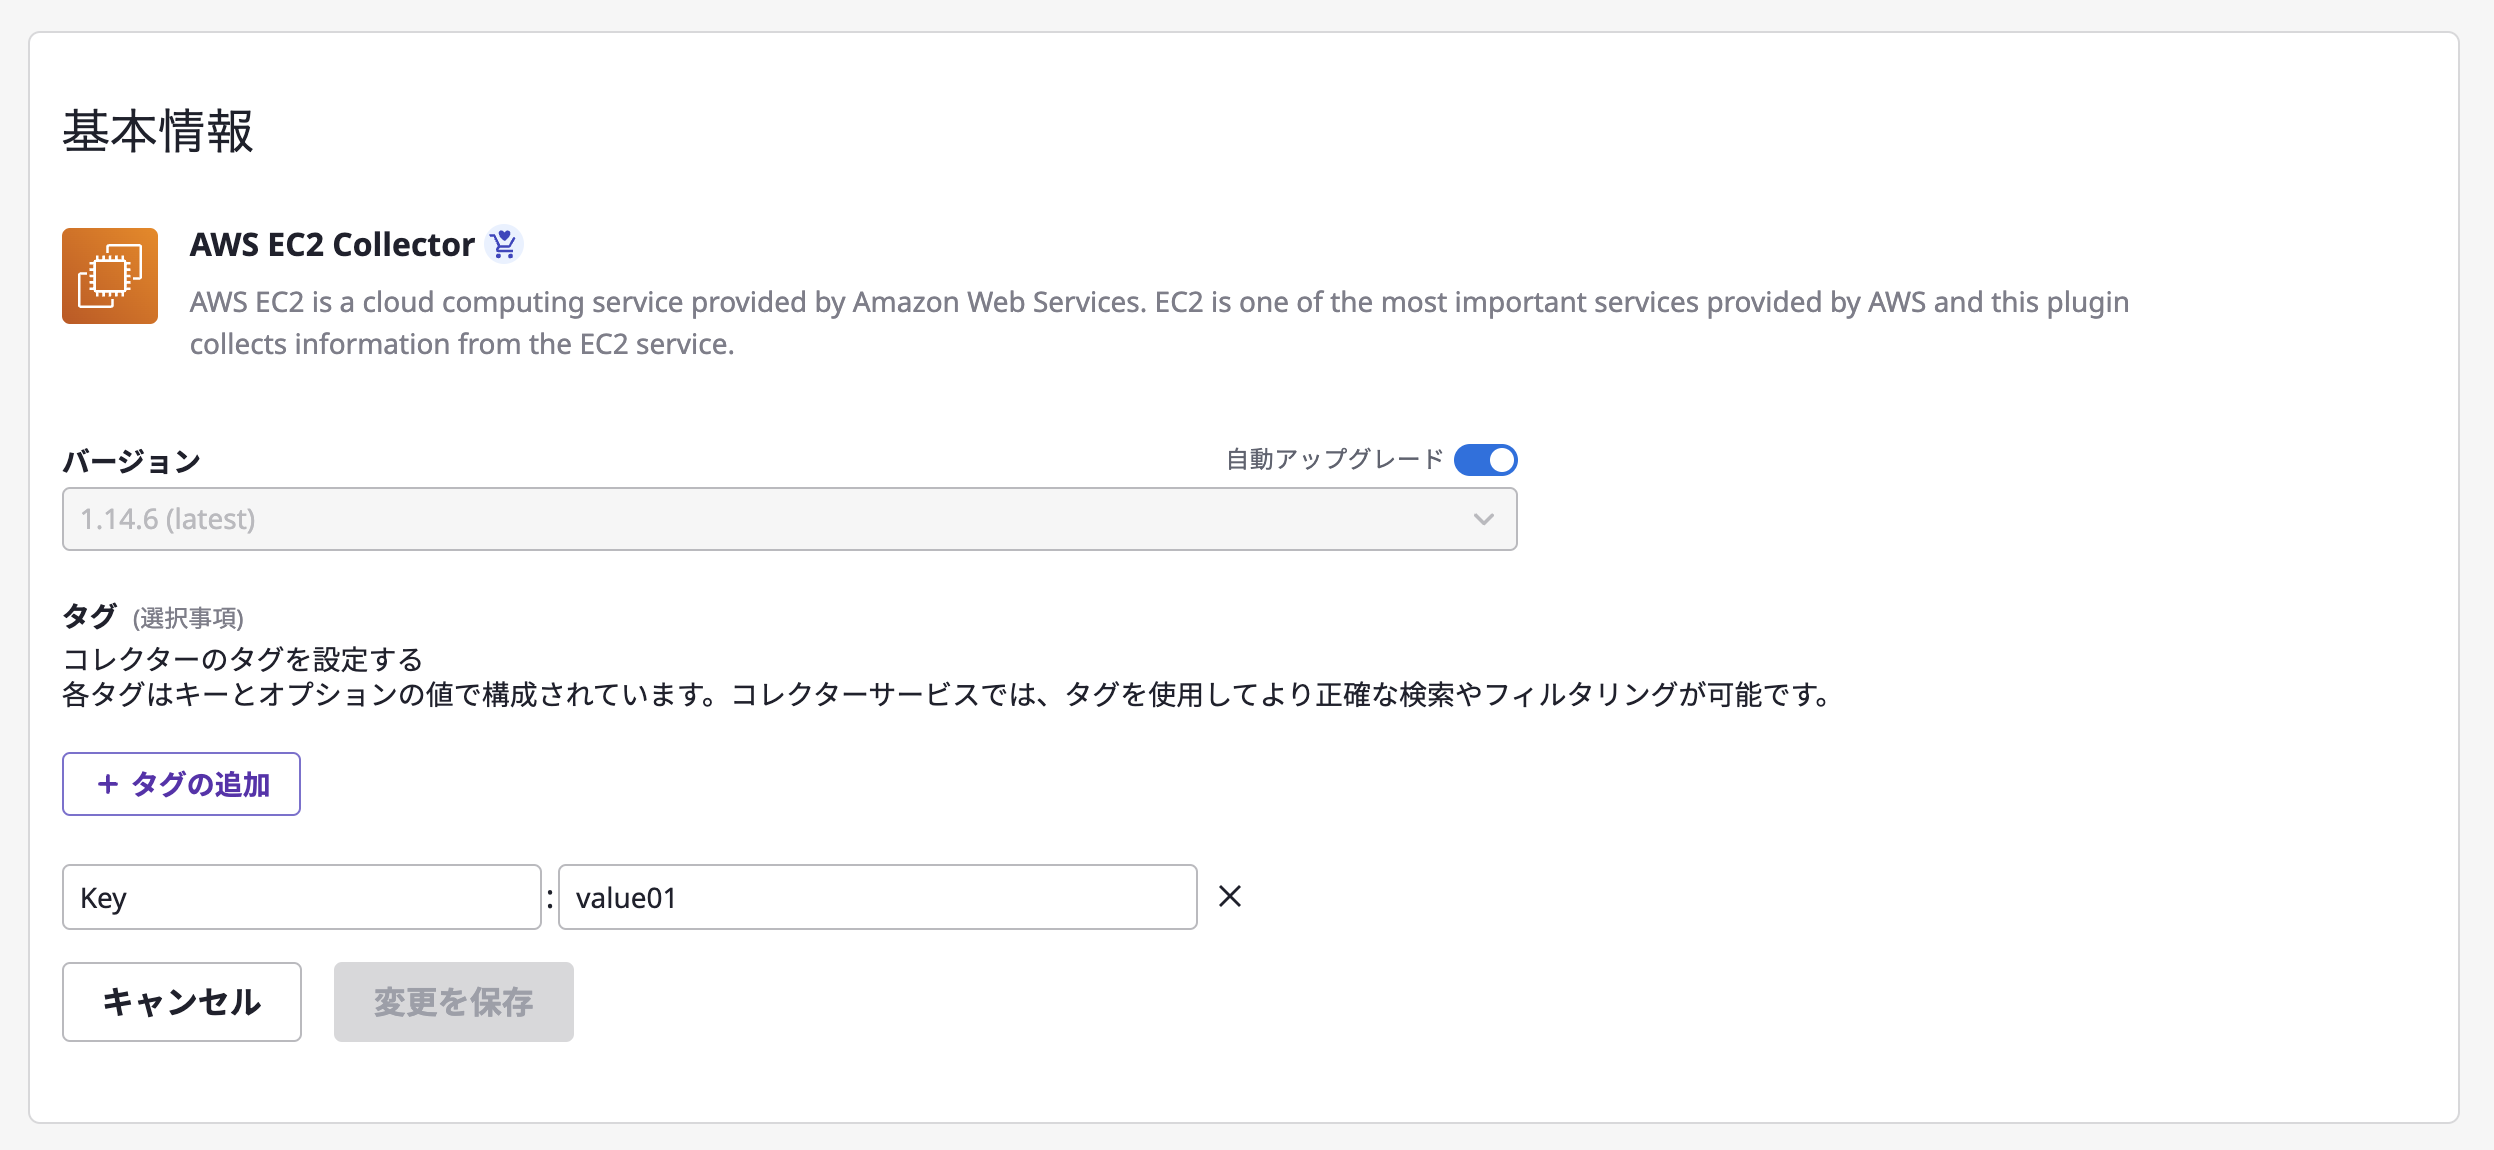 基本情報
AWS EC2 Collector
AWS EC2 is a cloud computing service provided by Amazon Web Services. EC2 is one of the most important services provided by AWS and this plugin
collects information from the EC2 service.
バージョン
自動アップグレード
1.14.6 (latest)
タグ (選択事項)
コレクターのタグを設定する
各タグはキーとオプションの値で構成されています。コレクターサービスでは、タグを使用してより正確な検索やフィルタリングが可能です。
+ タグの追加
Key : value01
キャンセル 変更を保存